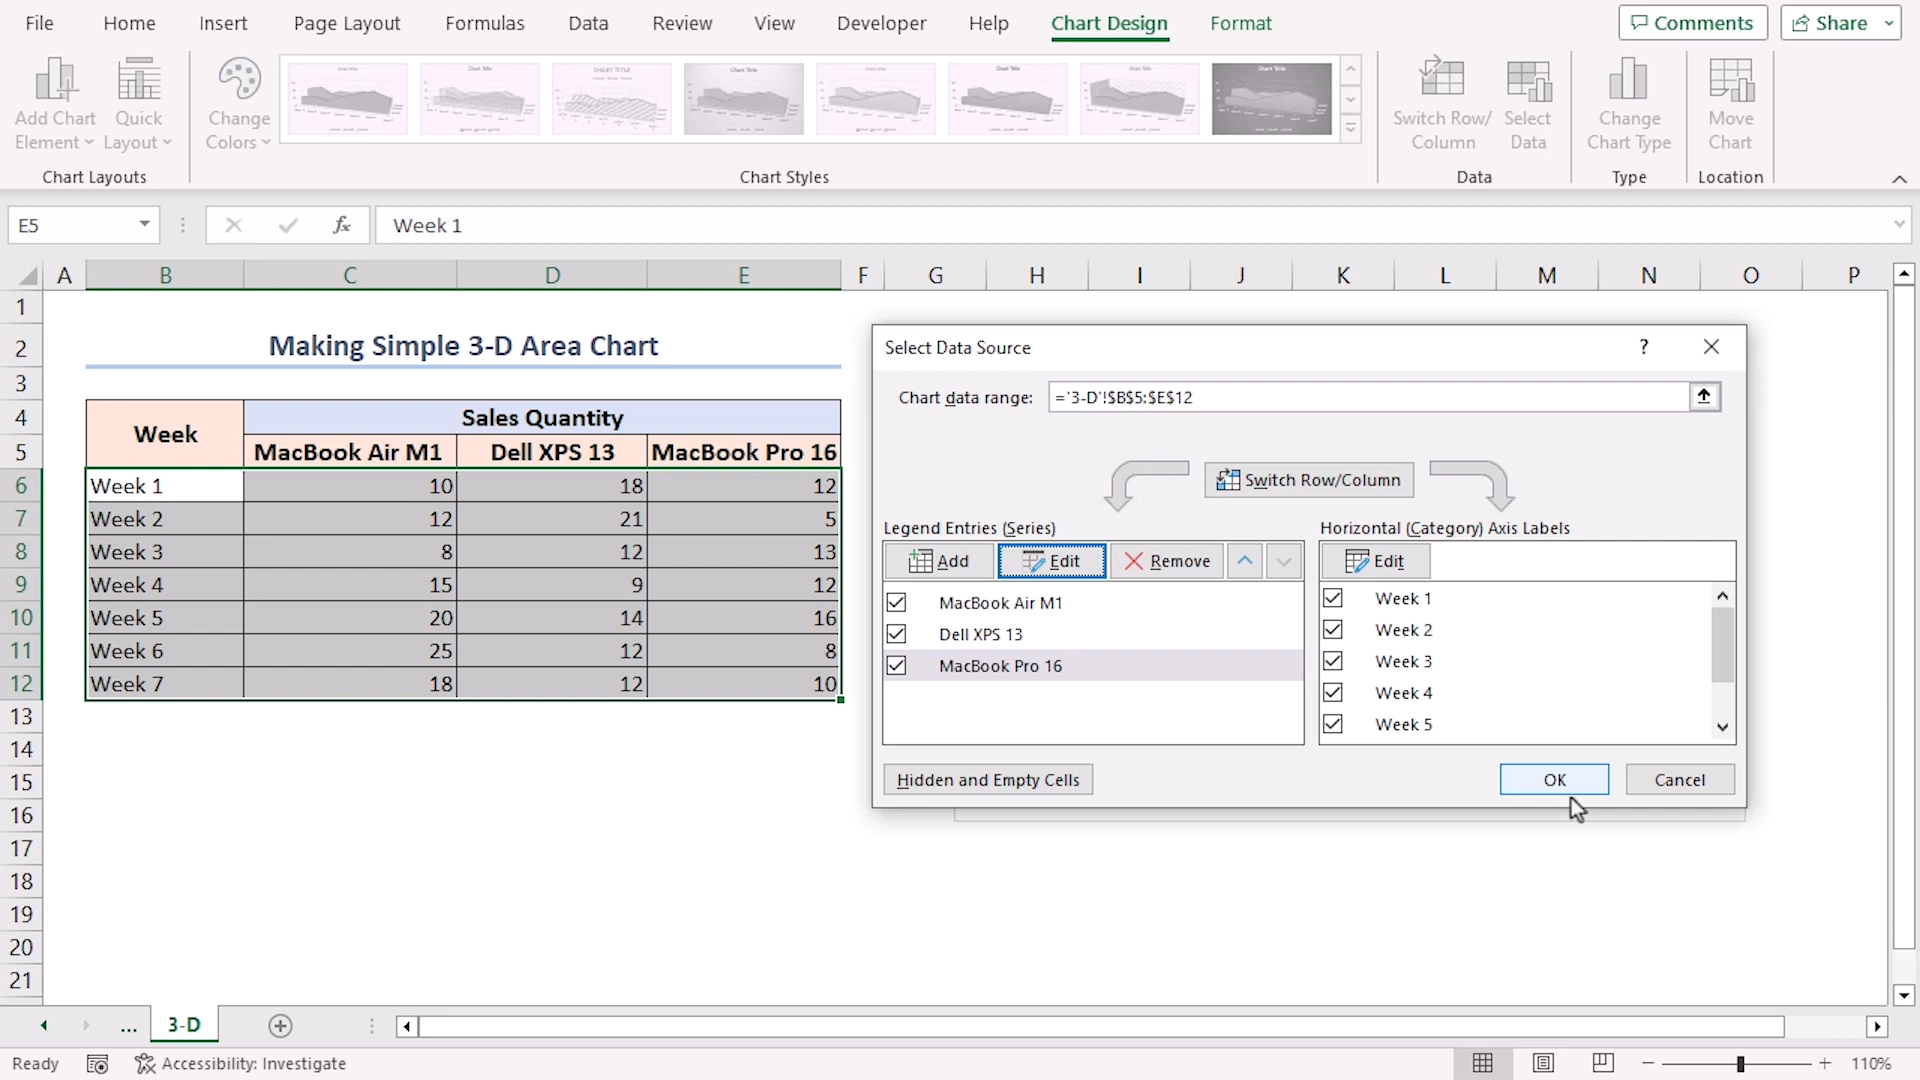 File Home Insert Page Layout Formulas Data Review View Developer Help Chart Design Format Comments Share
Add Chart Element
Quick Layout
Change Colors
Switch Row/ Column
Select Data
Change Chart Type
Move Chart
Chart Layouts Chart Styles Data Type Location
E5 fx Week 1
A B C D E F G H I J K L M N O P
1
2 Making Simple 3-D Area Chart
3
4 Week Sales Quantity
5 MacBook Air M1 Dell XPS 13 MacBook Pro 16
6 Week 1 10 18 12
7 Week 2 12 21 5
8 Week 3 8 12 13
9 Week 4 15 9 12
10 Week 5 20 14 16
11 Week 6 25 12 8
12 Week 7 18 12 10
13
14
15
16
17
18
19
20
21
Select Data Source ?
Chart data range: ='3-D'!$B$5:$E$12
Switch Row/Column
Legend Entries (Series)
Add Edit Remove
MacBook Air M1
Dell XPS 13
MacBook Pro 16
Horizontal (Category) Axis Labels
Edit
Week 1
Week 2
Week 3
Week 4
Week 5
Hidden and Empty Cells OK Cancel
... 3-D
Ready Accessibility: Investigate 110%